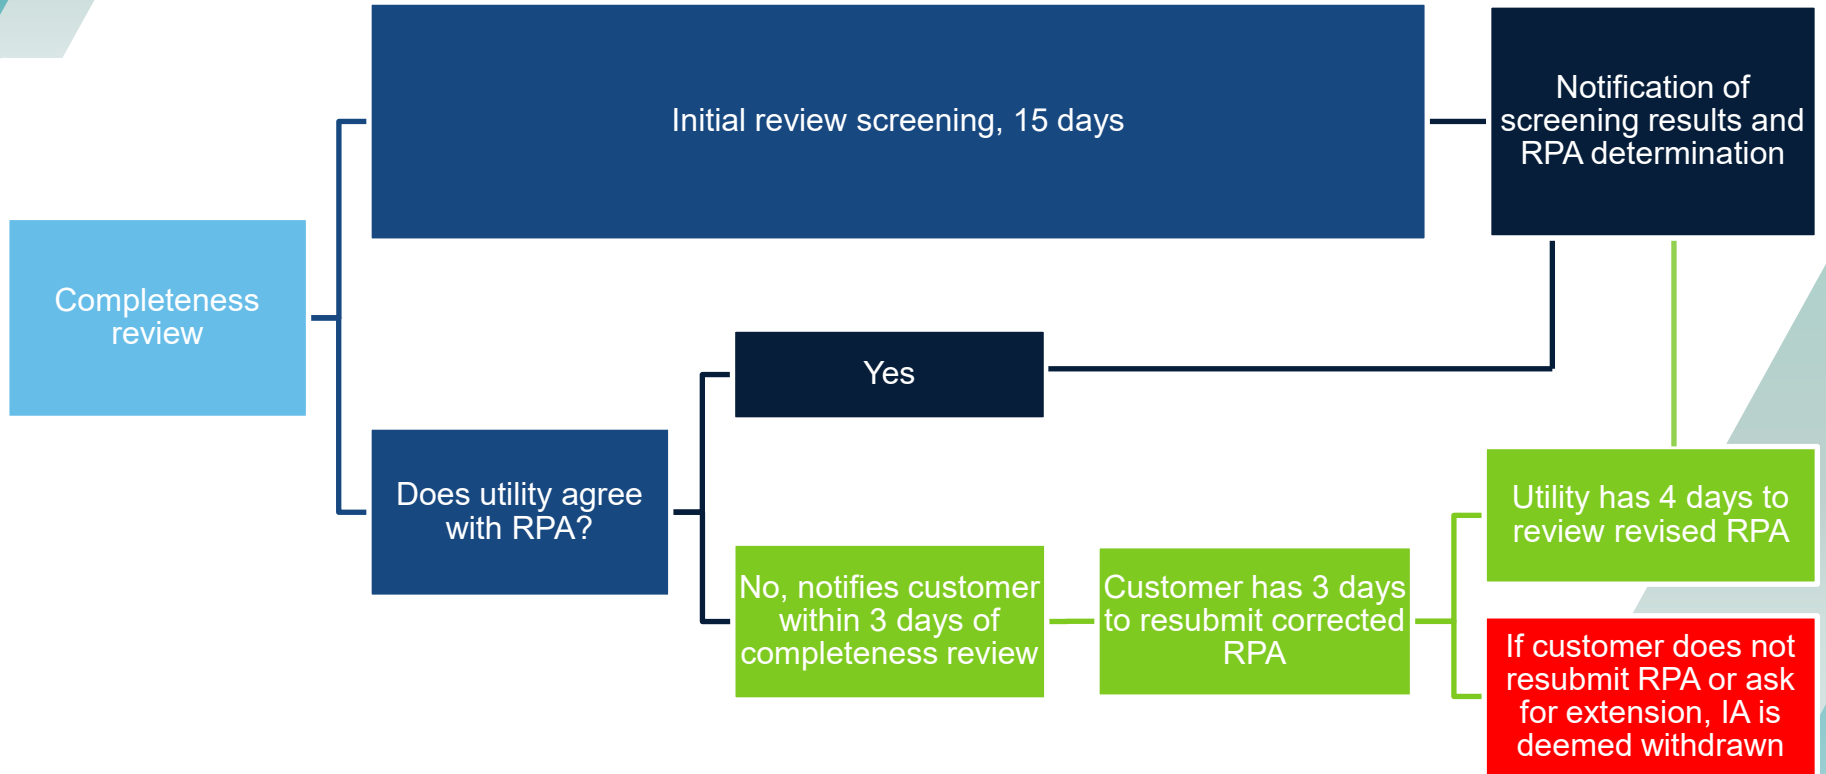 Initial review screening, 15 days
Notification of
screening results and
RPA determination
Completeness
review
Yes
Does utility agree
with RPA?
No, notifies customer
within 3 days of
completeness review
Customer has 3 days
to resubmit corrected
RPA
Utility has 4 days to
review revised RPA
If customer does not
resubmit RPA or ask
for extension, IA is
deemed withdrawn